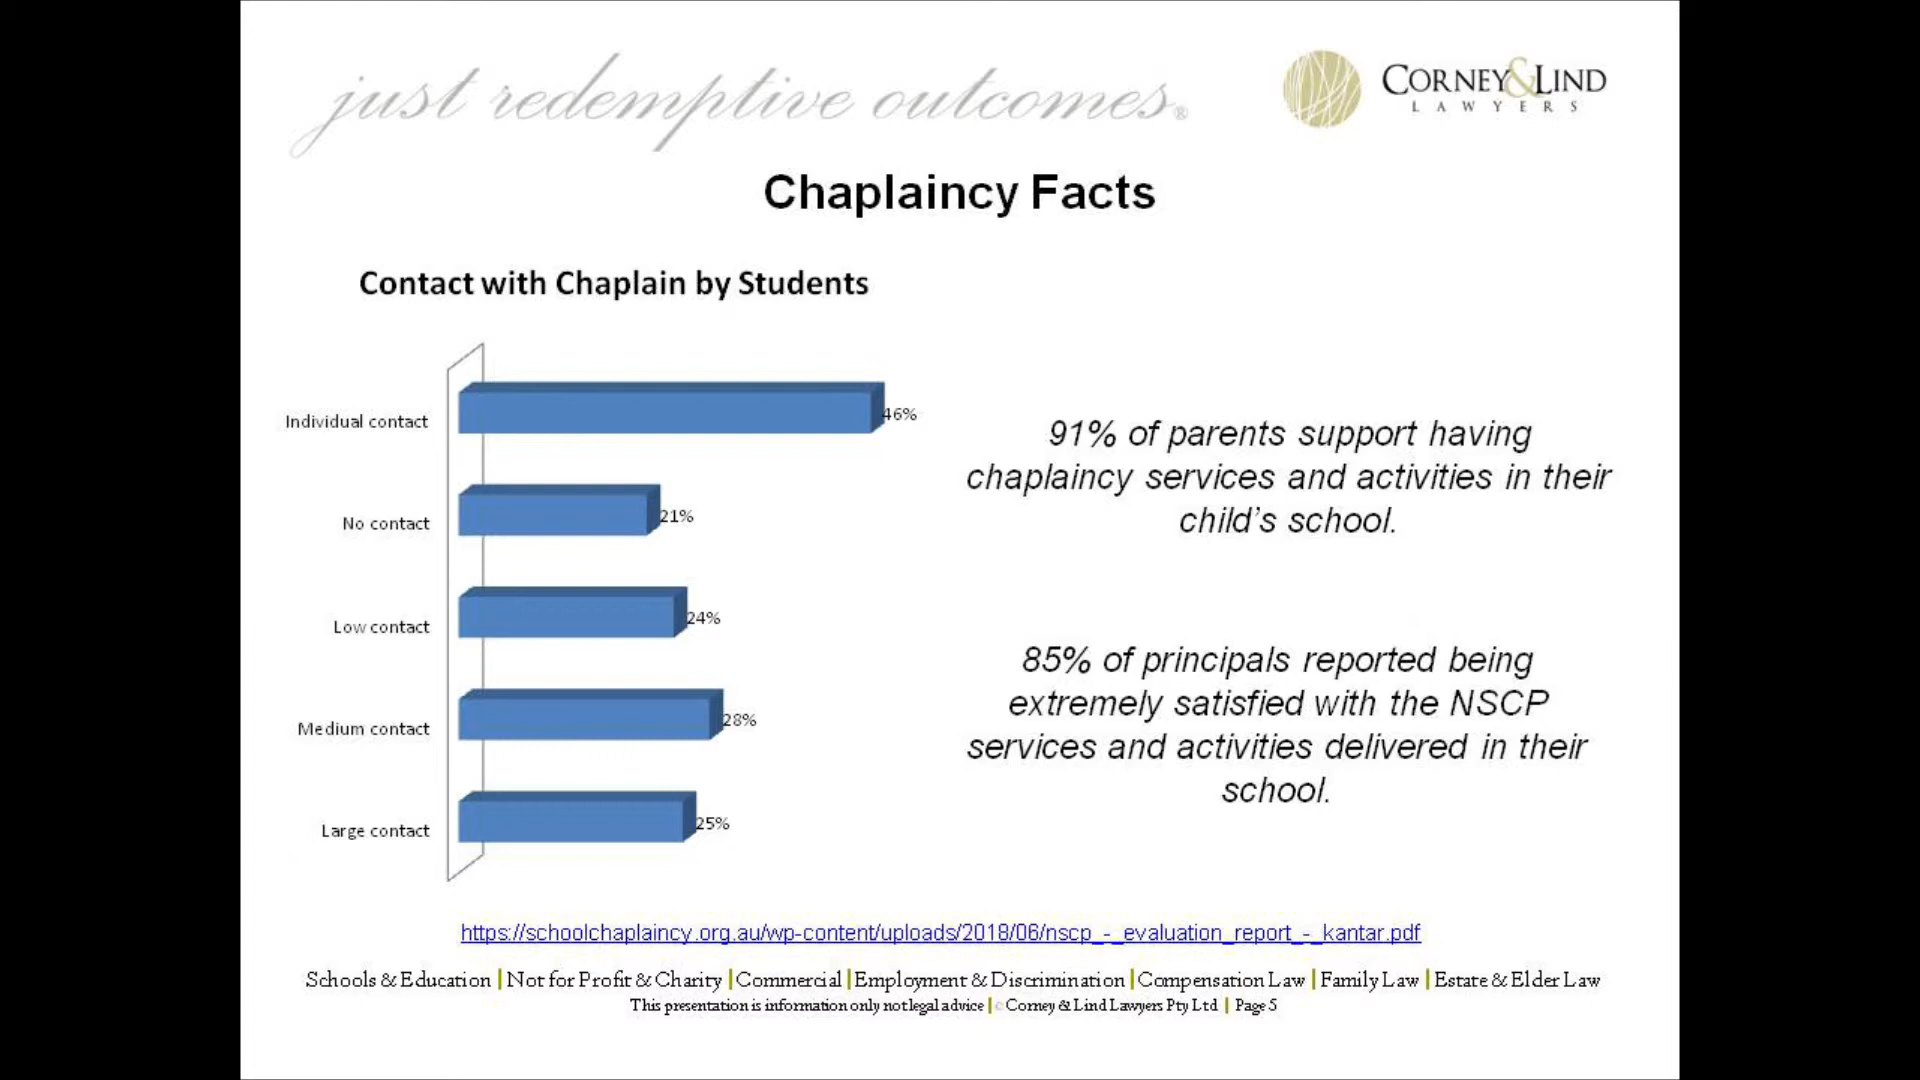 just redemptive outcomes®
CORNEY&LIND
LAWYERS
Chaplaincy Facts
Contact with Chaplain by Students
Individual contact
46%
No contact
21%
Low contact
24%
Medium contact
28%
Large contact
25%
91% of parents support having
chaplaincy services and activities in their
child’s school.
85% of principals reported being
extremely satisfied with the NSCP
services and activities delivered in their
school.
https://schoolchaplaincy.org.au/wp-content/uploads/2018/06/nscp_-_evaluation_report_-_kantar.pdf
Schools & Education | Not for Profit & Charity | Commercial | Employment & Discrimination | Compensation Law | Family Law | Estate & Elder Law
This presentation is information only not legal advice | © Corney & Lind Lawyers Pty Ltd | Page 5